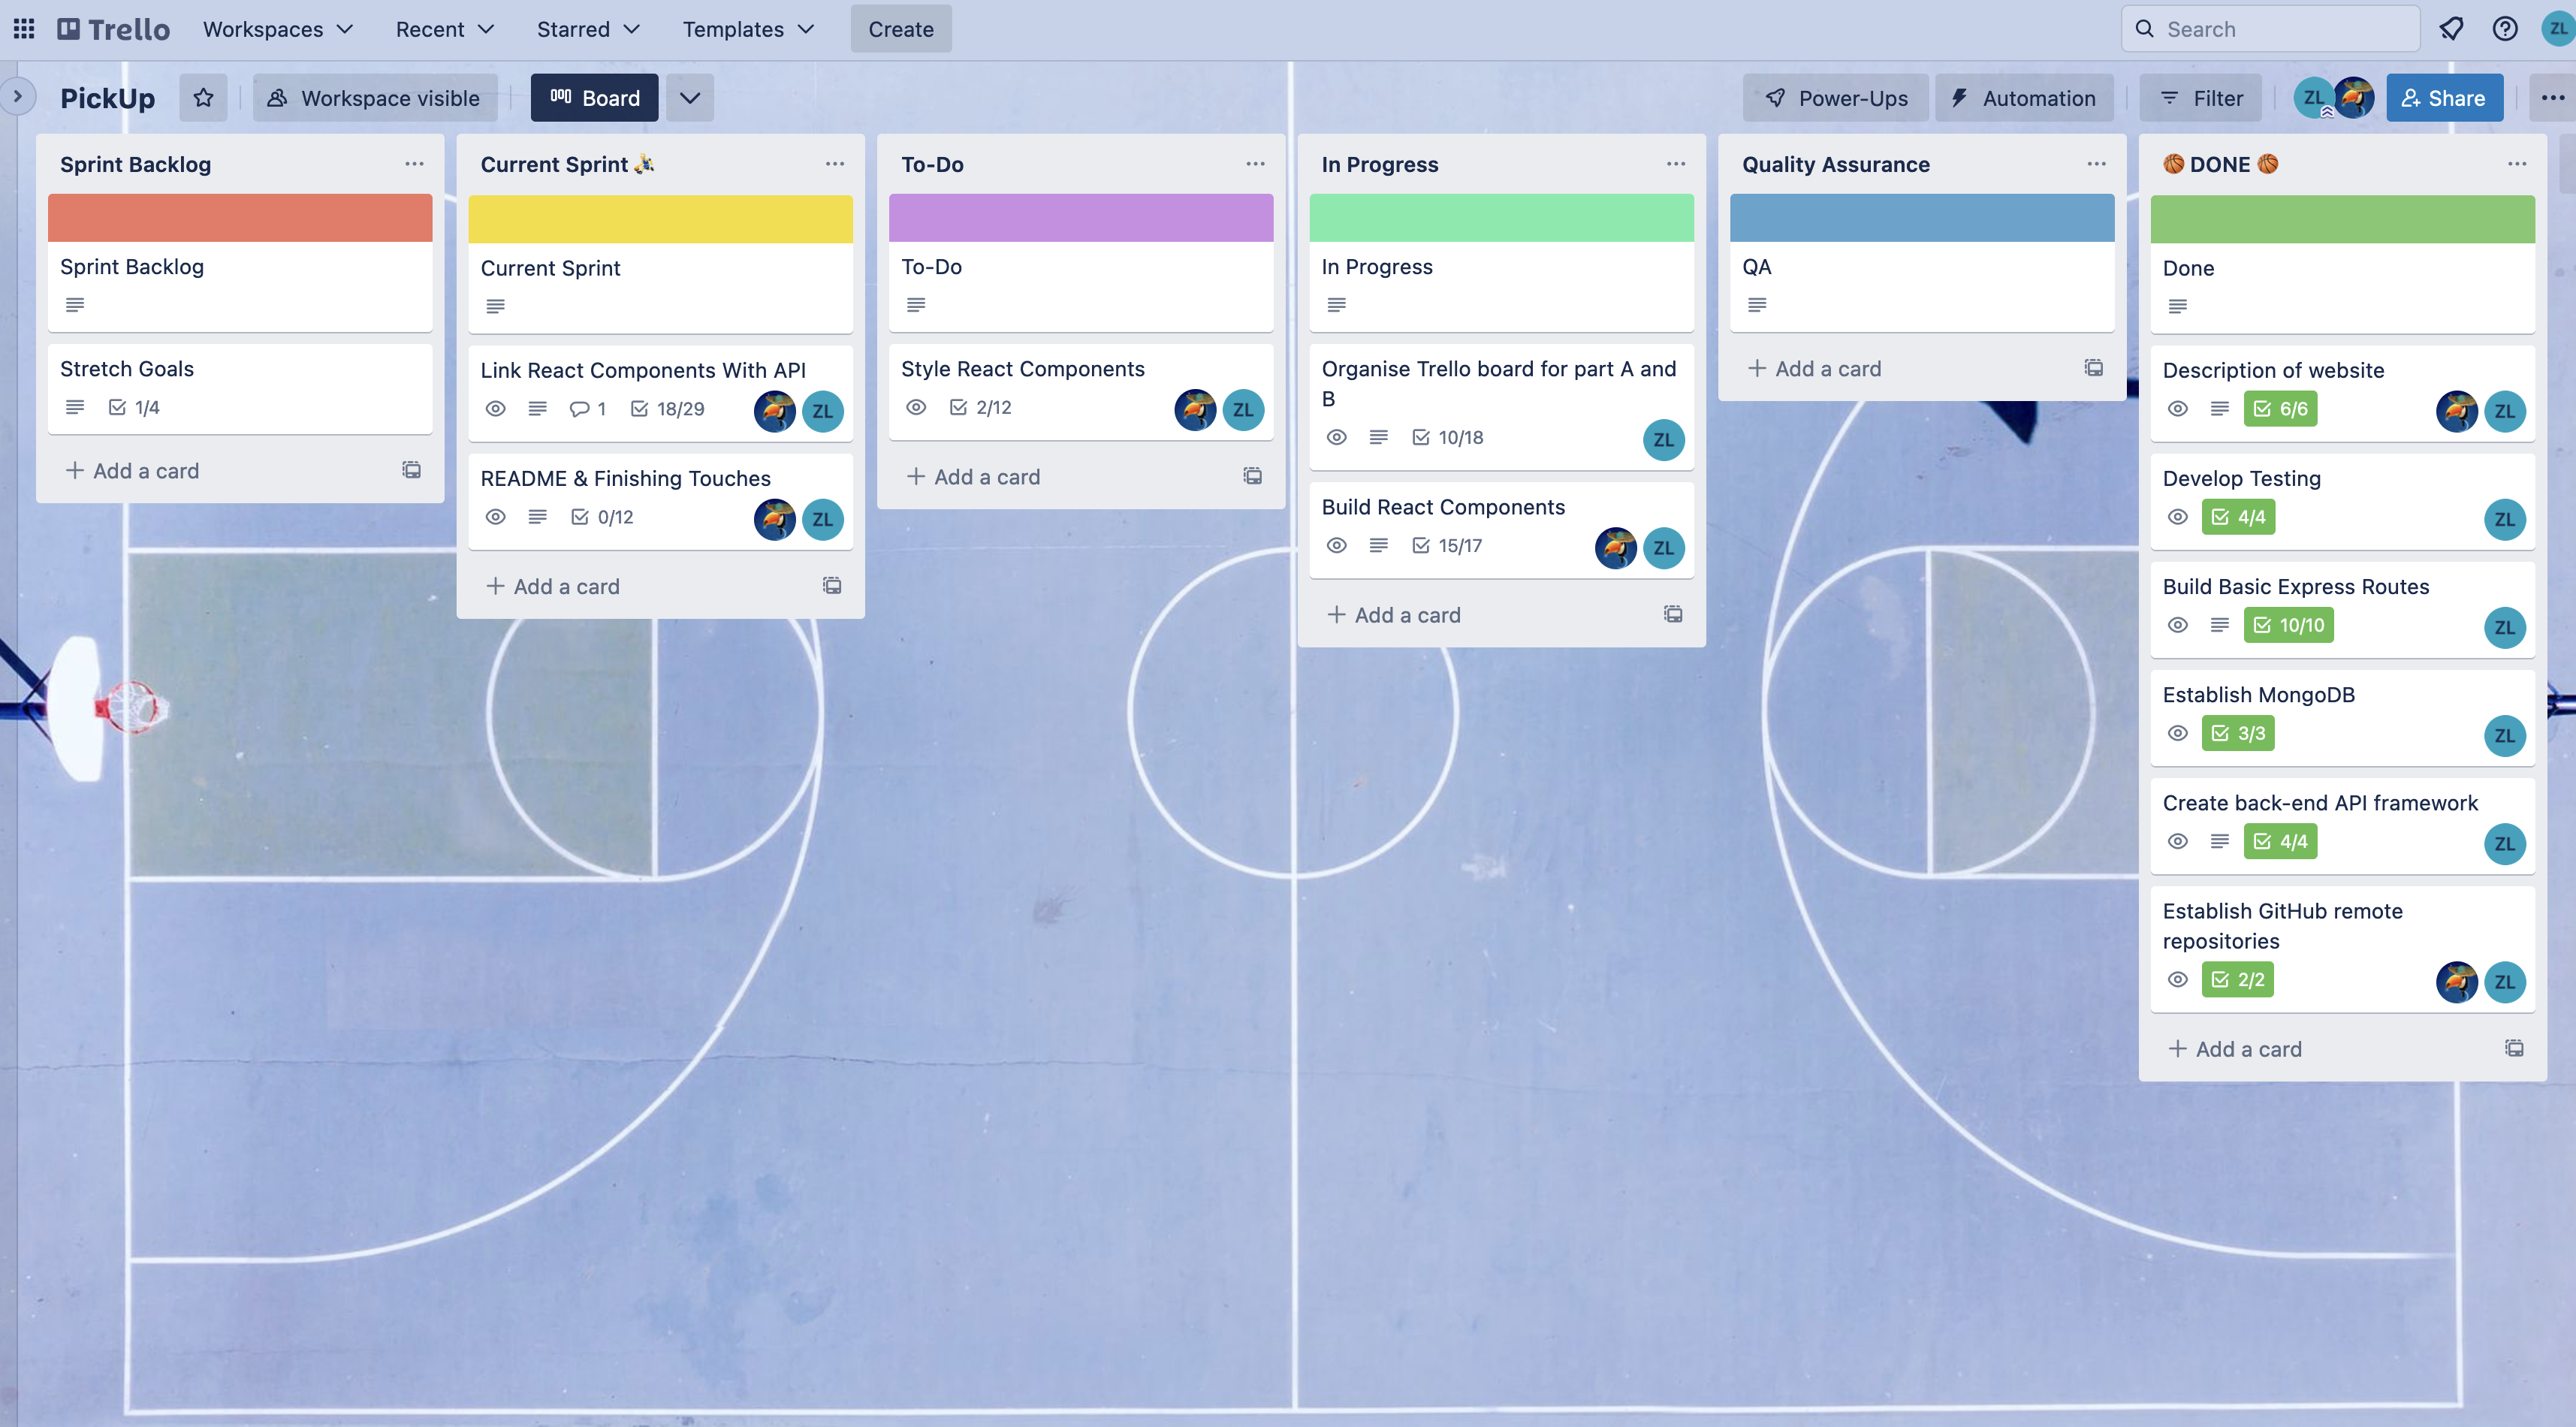 Trello Workspaces Recent Starred Templates Create Search ZL
PickUp Workspace visible Board Power-Ups Automation Filter ZL Share
Sprint Backlog
Sprint Backlog
Stretch Goals
1/4
+ Add a card
Current Sprint
Current Sprint
Link React Components With API
1 18/29 ZL
README & Finishing Touches
0/12 ZL
+ Add a card
To-Do
To-Do
Style React Components
2/12 ZL
+ Add a card
In Progress
In Progress
Organise Trello board for part A and
B
10/18 ZL
Build React Components
15/17 ZL
+ Add a card
Quality Assurance
QA
+ Add a card
🏀 DONE 🏀
Done
Description of website
6/6 ZL
Develop Testing
4/4 ZL
Build Basic Express Routes
10/10 ZL
Establish MongoDB
3/3 ZL
Create back-end API framework
4/4 ZL
Establish GitHub remote
repositories
2/2 ZL
+ Add a card